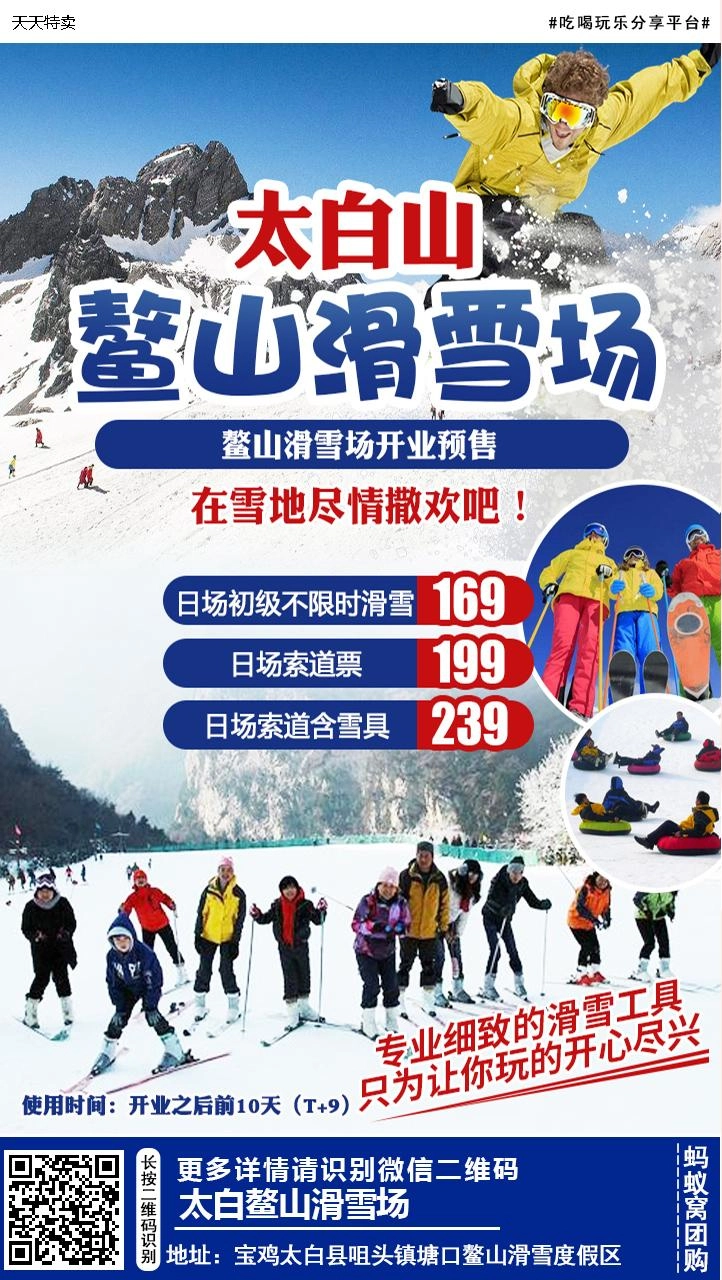 天天特卖
#吃喝玩乐分享平台#
太白山
鳌山滑雪场
鳌山滑雪场开业预售
在雪地尽情撒欢吧！
日场初级不限时滑雪 169
日场索道票 199
日场索道含雪具 239
专业细致的滑雪工具
只为让你玩的开心尽兴
使用时间：开业之后前10天（T+9）
长按二维码识别
更多详情请识别微信二维码
太白鳌山滑雪场
地址：宝鸡太白县咀头镇塘口鳌山滑雪度假区
蚂蚁窝团购